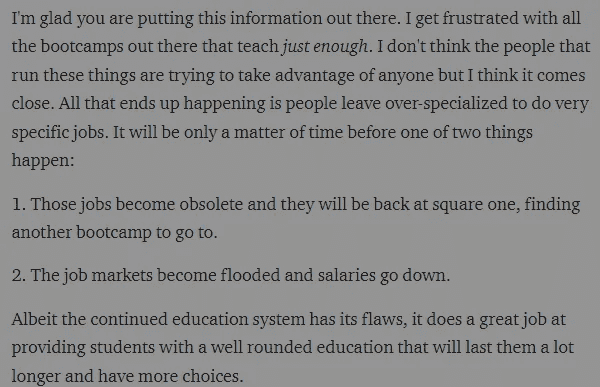 I'm glad you are putting this information out there. I get frustrated with all
the bootcamps out there that teach just enough. I don't think the people that
run these things are trying to take advantage of anyone but I think it comes
close. All that ends up happening is people leave over-specialized to do very
specific jobs. It will be only a matter of time before one of two things
happen:
1. Those jobs become obsolete and they will be back at square one, finding
another bootcamp to go to.
2. The job markets become flooded and salaries go down.
Albeit the continued education system has its flaws, it does a great job at
providing students with a well rounded education that will last them a lot
longer and have more choices.